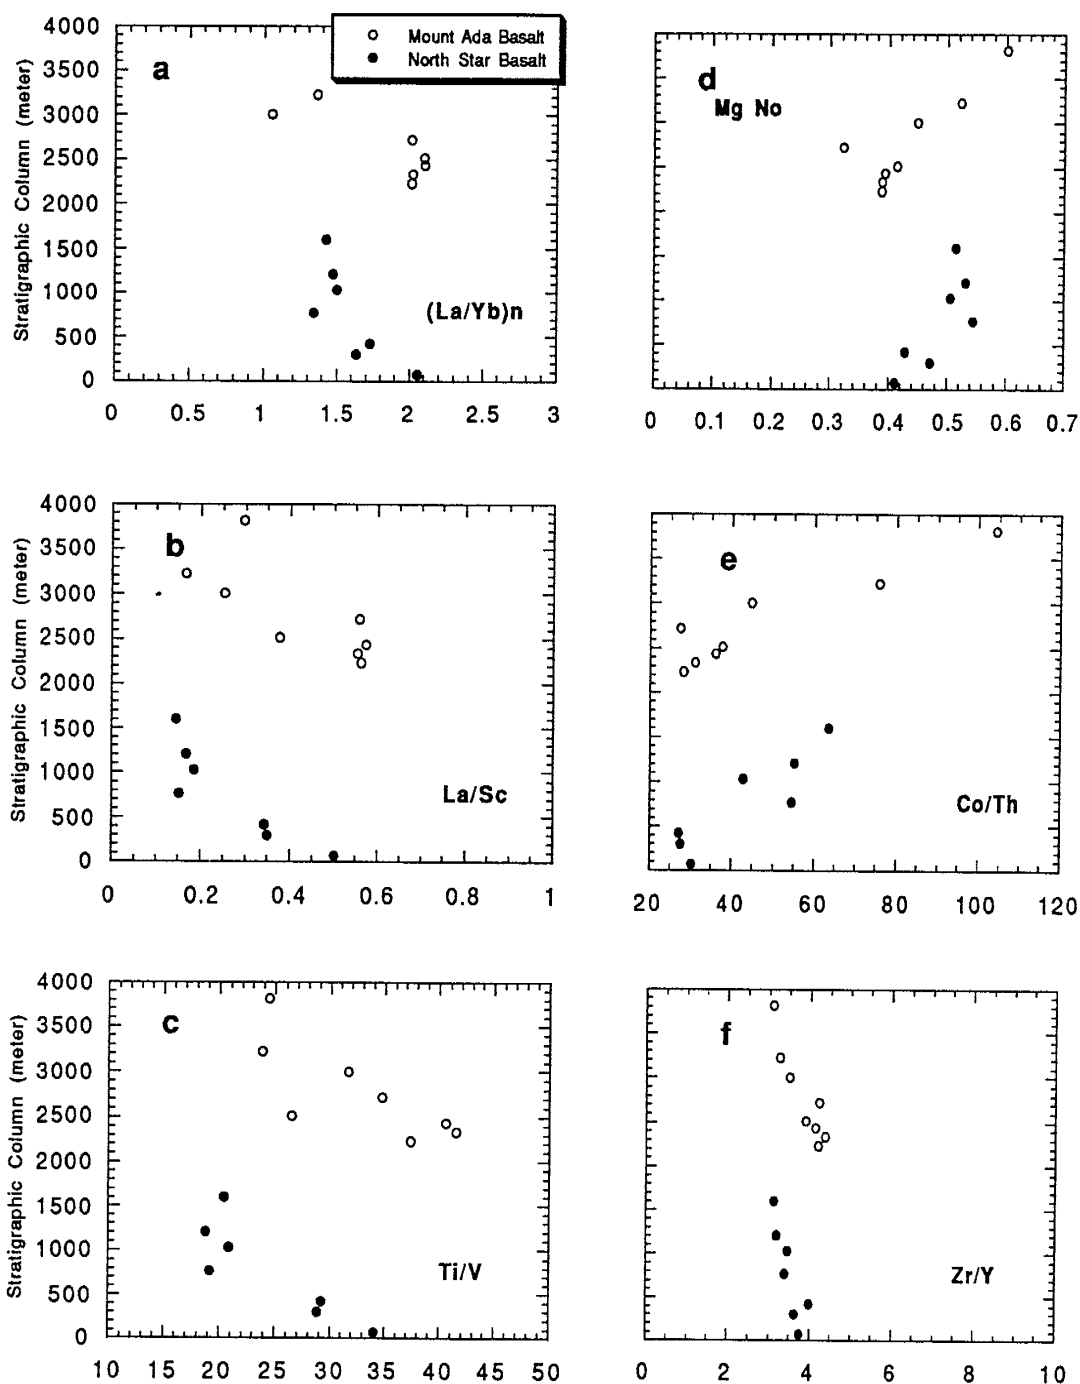 Mount Ada Basalt
North Star Basalt
4000
3500
3000
2500
2000
1500
1000
500
0
Stratigraphic Column (meter)
a
(La/Yb)n
0 0.5 1 1.5 2 2.5 3
d
Mg No
0 0.1 0.2 0.3 0.4 0.5 0.6 0.7
4000
3500
3000
2500
2000
1500
1000
500
0
Stratigraphic Column (meter)
b
La/Sc
0 0.2 0.4 0.6 0.8 1
e
Co/Th
20 40 60 80 100 120
4000
3500
3000
2500
2000
1500
1000
500
0
Stratigraphic Column (meter)
c
Ti/V
10 15 20 25 30 35 40 45 50
f
Zr/Y
0 2 4 6 8 10